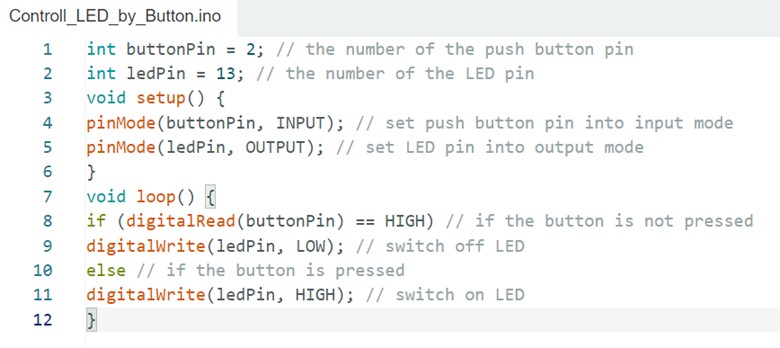 Controll_LED_by_Button.ino
1 int buttonPin = 2; // the number of the push button pin
2 int ledPin = 13; // the number of the LED pin
3 void setup() {
4 pinMode(buttonPin, INPUT); // set push button pin into input mode
5 pinMode(ledPin, OUTPUT); // set LED pin into output mode
6 }
7 void loop() {
8 if (digitalRead(buttonPin) == HIGH) // if the button is not pressed
9 digitalWrite(ledPin, LOW); // switch off LED
10 else // if the button is pressed
11 digitalWrite(ledPin, HIGH); // switch on LED
12 }